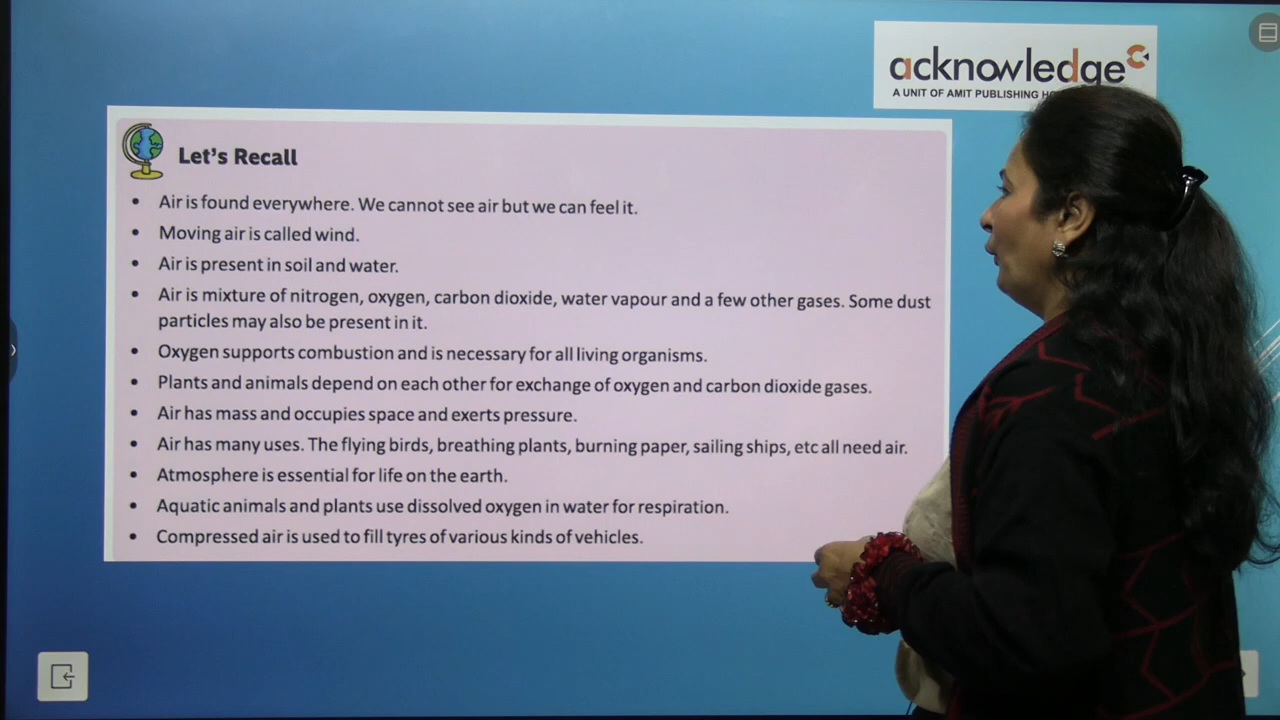 acknowledge
A UNIT OF AMIT PUBLISHING
Let's Recall
• Air is found everywhere. We cannot see air but we can feel it.
• Moving air is called wind.
• Air is present in soil and water.
• Air is mixture of nitrogen, oxygen, carbon dioxide, water vapour and a few other gases. Some dust
particles may also be present in it.
• Oxygen supports combustion and is necessary for all living organisms.
• Plants and animals depend on each other for exchange of oxygen and carbon dioxide gases.
• Air has mass and occupies space and exerts pressure.
• Air has many uses. The flying birds, breathing plants, burning paper, sailing ships, etc all need air.
• Atmosphere is essential for life on the earth.
• Aquatic animals and plants use dissolved oxygen in water for respiration.
• Compressed air is used to fill tyres of various kinds of vehicles.